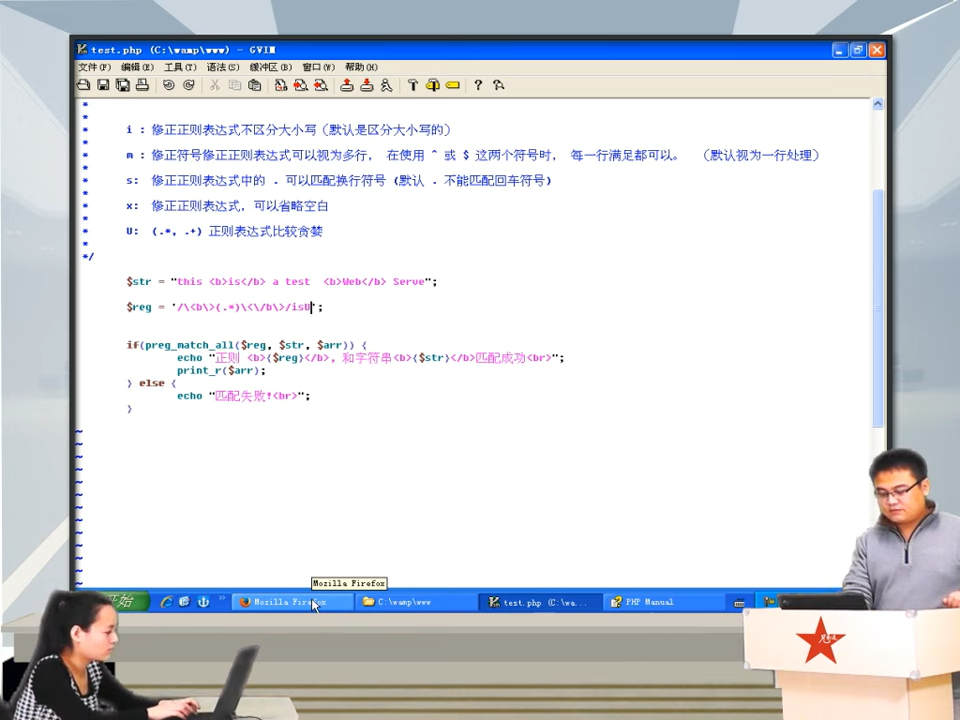 test.php (C:\wamp\www) - GVIM
文件(F) 编辑(E) 工具(T) 语法(S) 缓冲区(B) 窗口(W) 帮助(H)
*
*
* i : 修正正则表达式不区分大小写（默认是区分大小写的）
*
* m : 修正符号修正正则表达式可以视为多行， 在使用 ^ 或 $ 这两个符号时， 每一行满足都可以。 （默认视为一行处理）
*
* s: 修正正则表达式中的 . 可以匹配换行符号 (默认 . 不能匹配回车符号)
*
* x: 修正正则表达式，可以省略空白
*
* U: (.*, .+) 正则表达式比较贪婪
*
*/
$str = "this <b>is</b> a test  <b>Web</b> Serve";
$reg = '/\<b\>(.*)\<\/b\>/isU';
if(preg_match_all($reg, $str, $arr)) {
echo "正则 <b>{$reg}</b>，和字符串<b>{$str}</b>匹配成功<br>";
print_r($arr);
} else {
echo "匹配失败!<br>";
}
~
~
~
~
~
~
~
~
~
~
~
~
~
Mozilla Firefox
开始 Mozilla Firefox C:\wamp\www test.php (C:\wa... PHP Manual